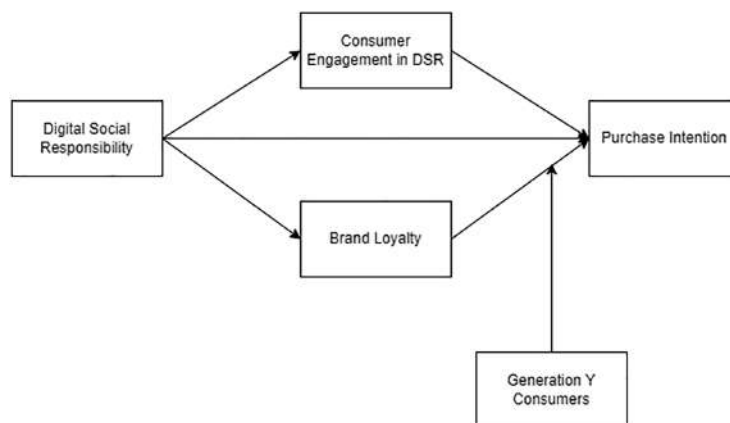 Consumer
Engagement in DSR
Digital Social
Responsibility
Purchase Intention
Brand Loyalty
Generation Y
Consumers